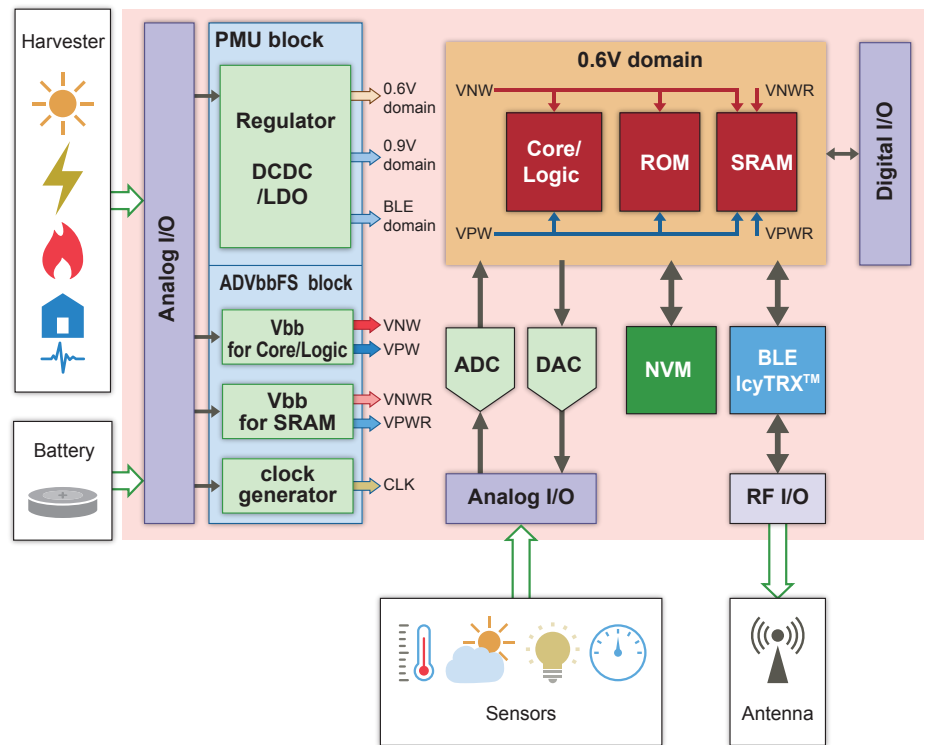 Harvester
Battery
Analog I/O
PMU block
Regulator
DCDC
/LDO
0.6V
domain
0.9V
domain
BLE
domain
ADVbbFS block
Vbb
for Core/Logic
VNW
VPW
Vbb
for SRAM
VNWR
VPWR
clock
generator
CLK
0.6V domain
VNW
VNWR
Core/
Logic
ROM
SRAM
VPW
VPWR
Digital I/O
ADC
DAC
NVM
BLE
IcyTRX™
Analog I/O
RF I/O
Sensors
Antenna